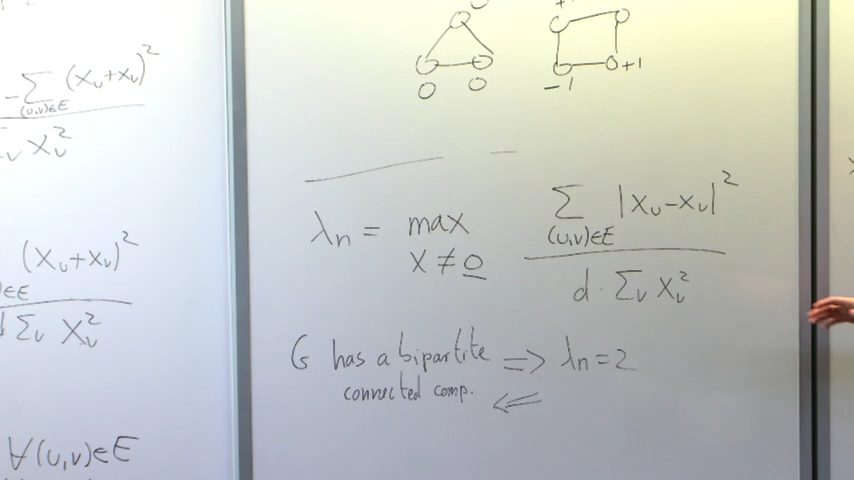 -∑ (xᵤ+xᵥ)²
(u,v)∈E
ᵥ xᵥ²
(xᵤ+xᵥ)²
∈E
d ∑ᵥ xᵥ²
∀(u,v)∈E
+1
-1
0 0
λn = max ∑ |xᵤ-xᵥ|²
x≠0 (u,v)∈E
d · ∑ᵥ xᵥ²
G has a bipartite ⇒ λn=2
connected comp. ⇐